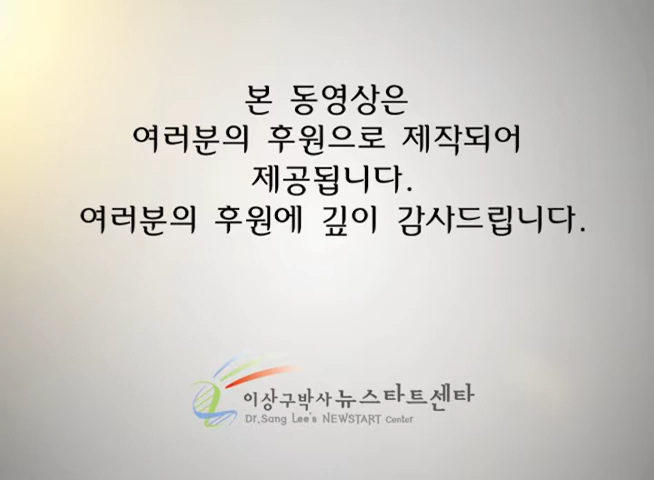 본 동영상은
여러분의 후원으로 제작되어
제공됩니다.
여러분의 후원에 깊이 감사드립니다.
이상구박사뉴스타트센타
Dr.Sang Lee's NEWSTART Center